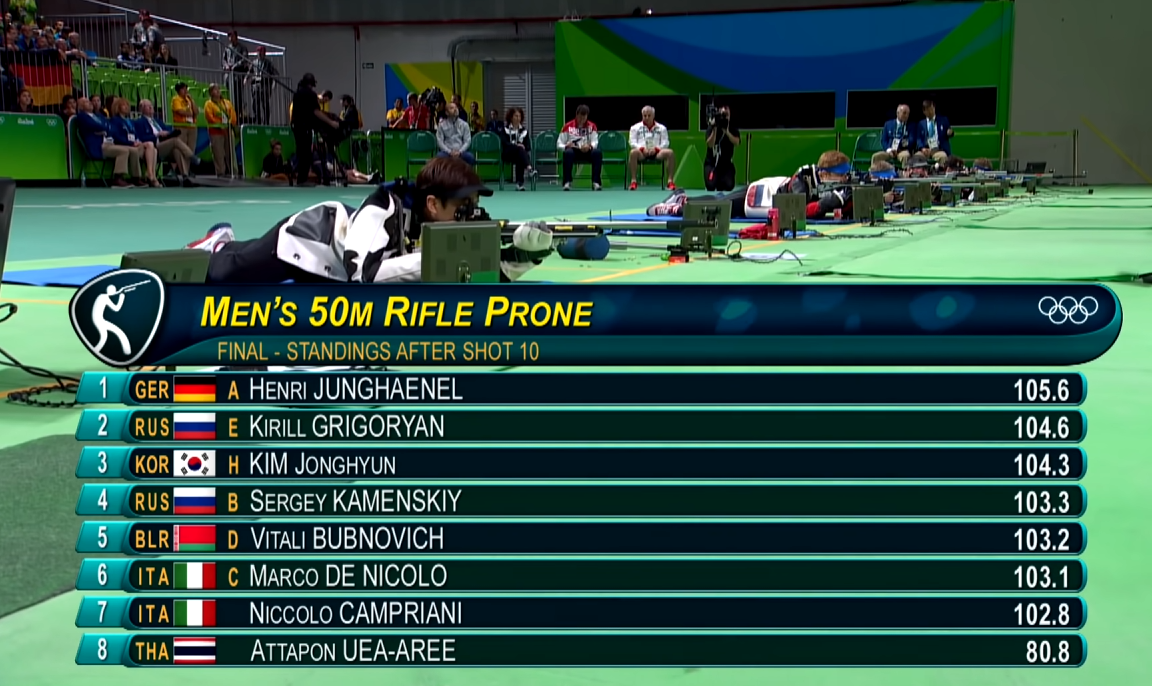 MEN'S 50M RIFLE PRONE
FINAL - STANDINGS AFTER SHOT 10
1 GER A HENRI JUNGHAENEL 105.6
2 RUS E KIRILL GRIGORYAN 104.6
3 KOR H KIM JONGHYUN 104.3
4 RUS B SERGEY KAMENSKIY 103.3
5 BLR D VITALI BUBNOVICH 103.2
6 ITA C MARCO DE NICOLO 103.1
7 ITA NICCOLO CAMPRIANI 102.8
8 THA ATTAPON UEA-AREE 80.8